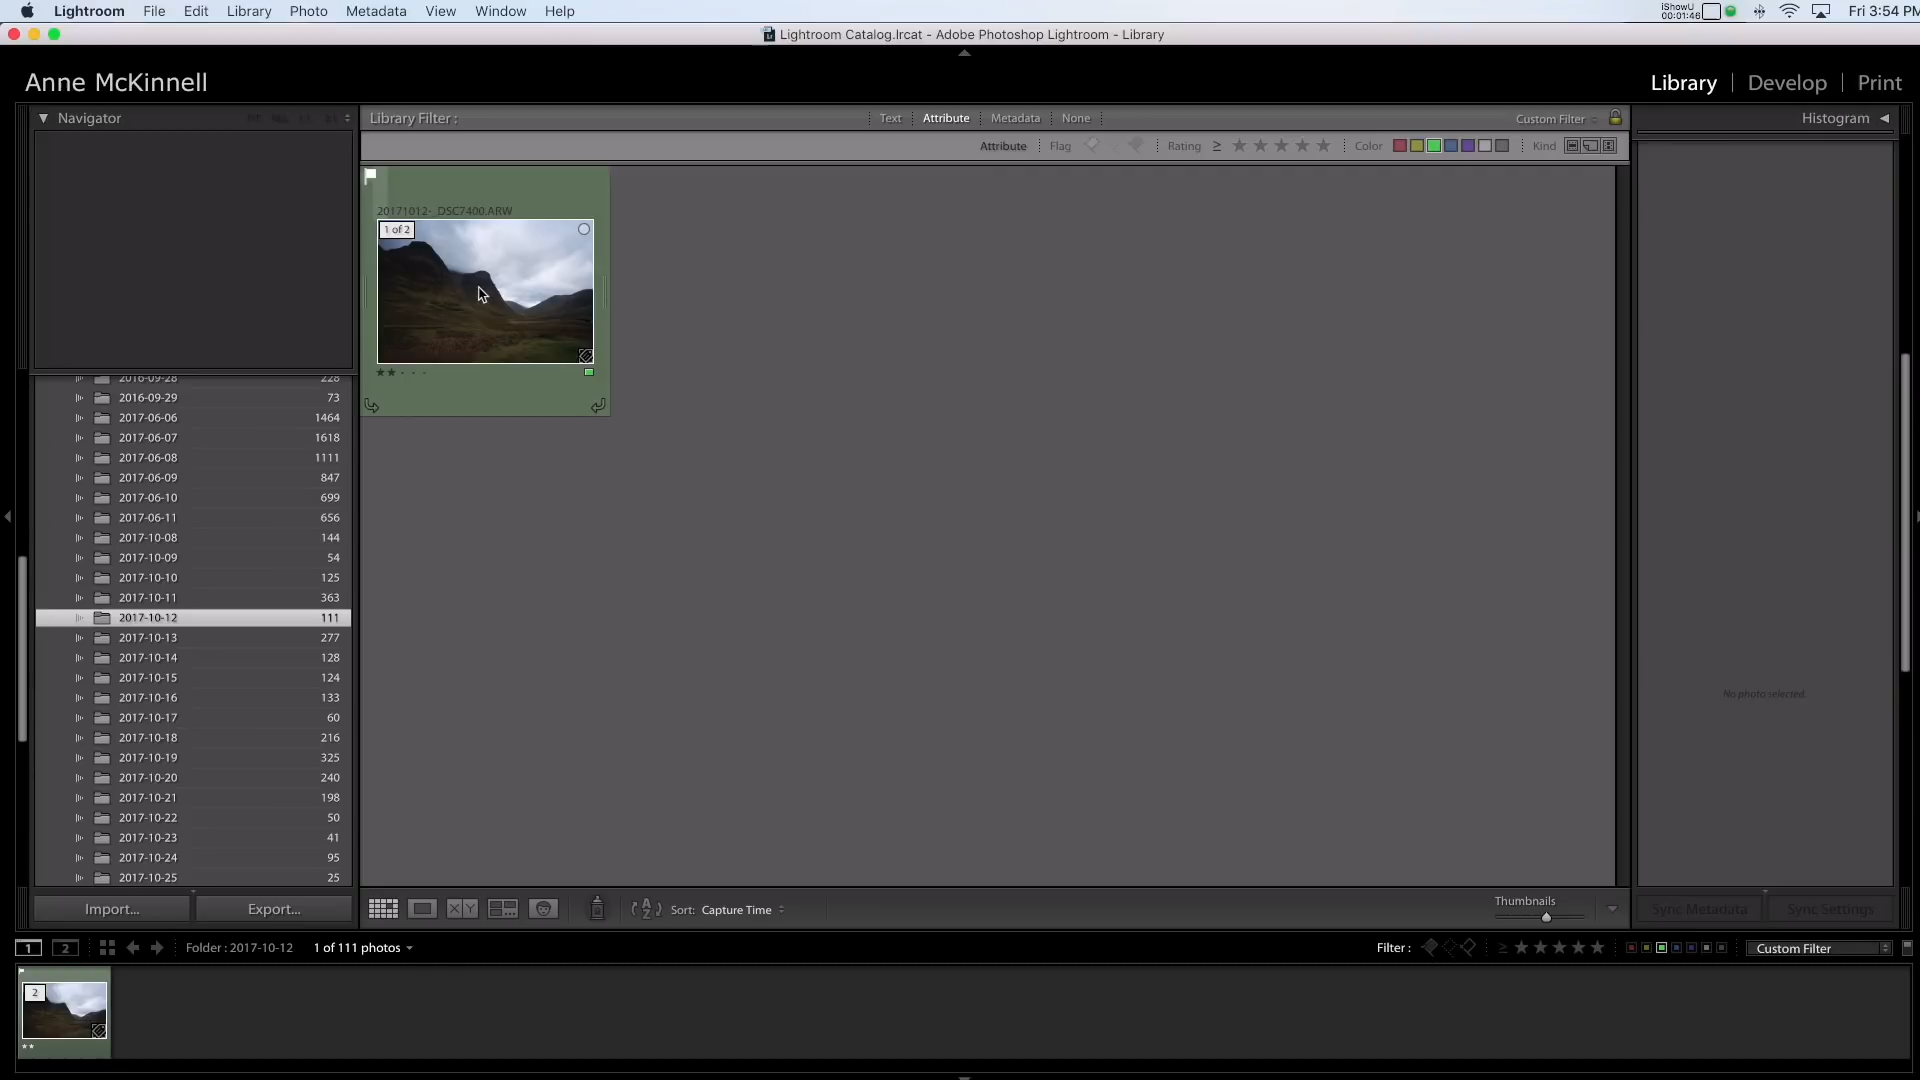 Lightroom File Edit Library Photo Metadata View Window Help
iShowU
00:01:46
Fri 3:54 PM
Lightroom Catalog.lrcat - Adobe Photoshop Lightroom - Library
Anne McKinnell
Library | Develop | Print
Navigator
Library Filter :
Text Attribute Metadata None
Custom Filter
Histogram
Attribute Flag Rating ≥ Color Kind
20171012-_DSC7400.ARW
1 of 2
2016-09-28 228
2016-09-29 73
2017-06-06 1464
2017-06-07 1618
2017-06-08 1111
2017-06-09 847
2017-06-10 699
2017-06-11 656
2017-10-08 144
2017-10-09 54
2017-10-10 125
2017-10-11 363
2017-10-12 111
2017-10-13 277
2017-10-14 128
2017-10-15 124
2017-10-16 133
2017-10-17 60
2017-10-18 216
2017-10-19 325
2017-10-20 240
2017-10-21 198
2017-10-22 50
2017-10-23 41
2017-10-24 95
2017-10-25 25
No photo selected.
Import... Export...
Sort: Capture Time
Thumbnails
Sync Metadata Sync Settings
1 2 Folder : 2017-10-12 1 of 111 photos
Filter : ≥ Custom Filter
2